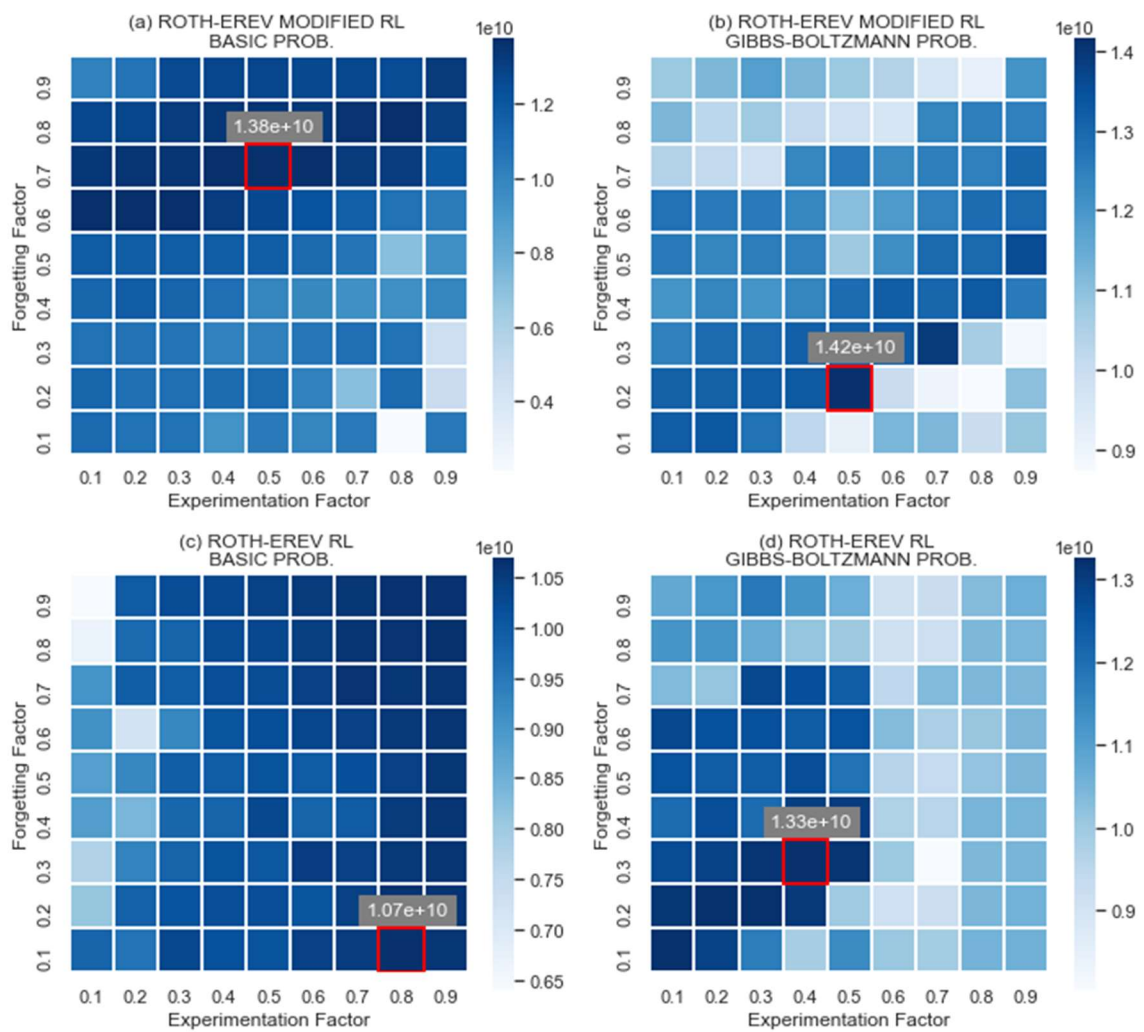 (a) ROTH-EREV MODIFIED RL
BASIC PROB.
1e10
0.9
0.8
0.7
0.6
0.5
0.4
0.3
0.2
0.1
Forgetting Factor
1.38e+10
0.1 0.2 0.3 0.4 0.5 0.6 0.7 0.8 0.9
Experimentation Factor
1.2
1.0
0.8
0.6
0.4
(b) ROTH-EREV MODIFIED RL
GIBBS-BOLTZMANN PROB.
1e10
0.9
0.8
0.7
0.6
0.5
0.4
0.3
0.2
0.1
Forgetting Factor
1.42e+10
0.1 0.2 0.3 0.4 0.5 0.6 0.7 0.8 0.9
Experimentation Factor
1.4
1.3
1.2
1.1
1.0
0.9
(c) ROTH-EREV RL
BASIC PROB.
1e10
0.9
0.8
0.7
0.6
0.5
0.4
0.3
0.2
0.1
Forgetting Factor
1.07e+10
0.1 0.2 0.3 0.4 0.5 0.6 0.7 0.8 0.9
Experimentation Factor
1.05
1.00
0.95
0.90
0.85
0.80
0.75
0.70
0.65
(d) ROTH-EREV RL
GIBBS-BOLTZMANN PROB.
1e10
0.9
0.8
0.7
0.6
0.5
0.4
0.3
0.2
0.1
Forgetting Factor
1.33e+10
0.1 0.2 0.3 0.4 0.5 0.6 0.7 0.8 0.9
Experimentation Factor
1.3
1.2
1.1
1.0
0.9